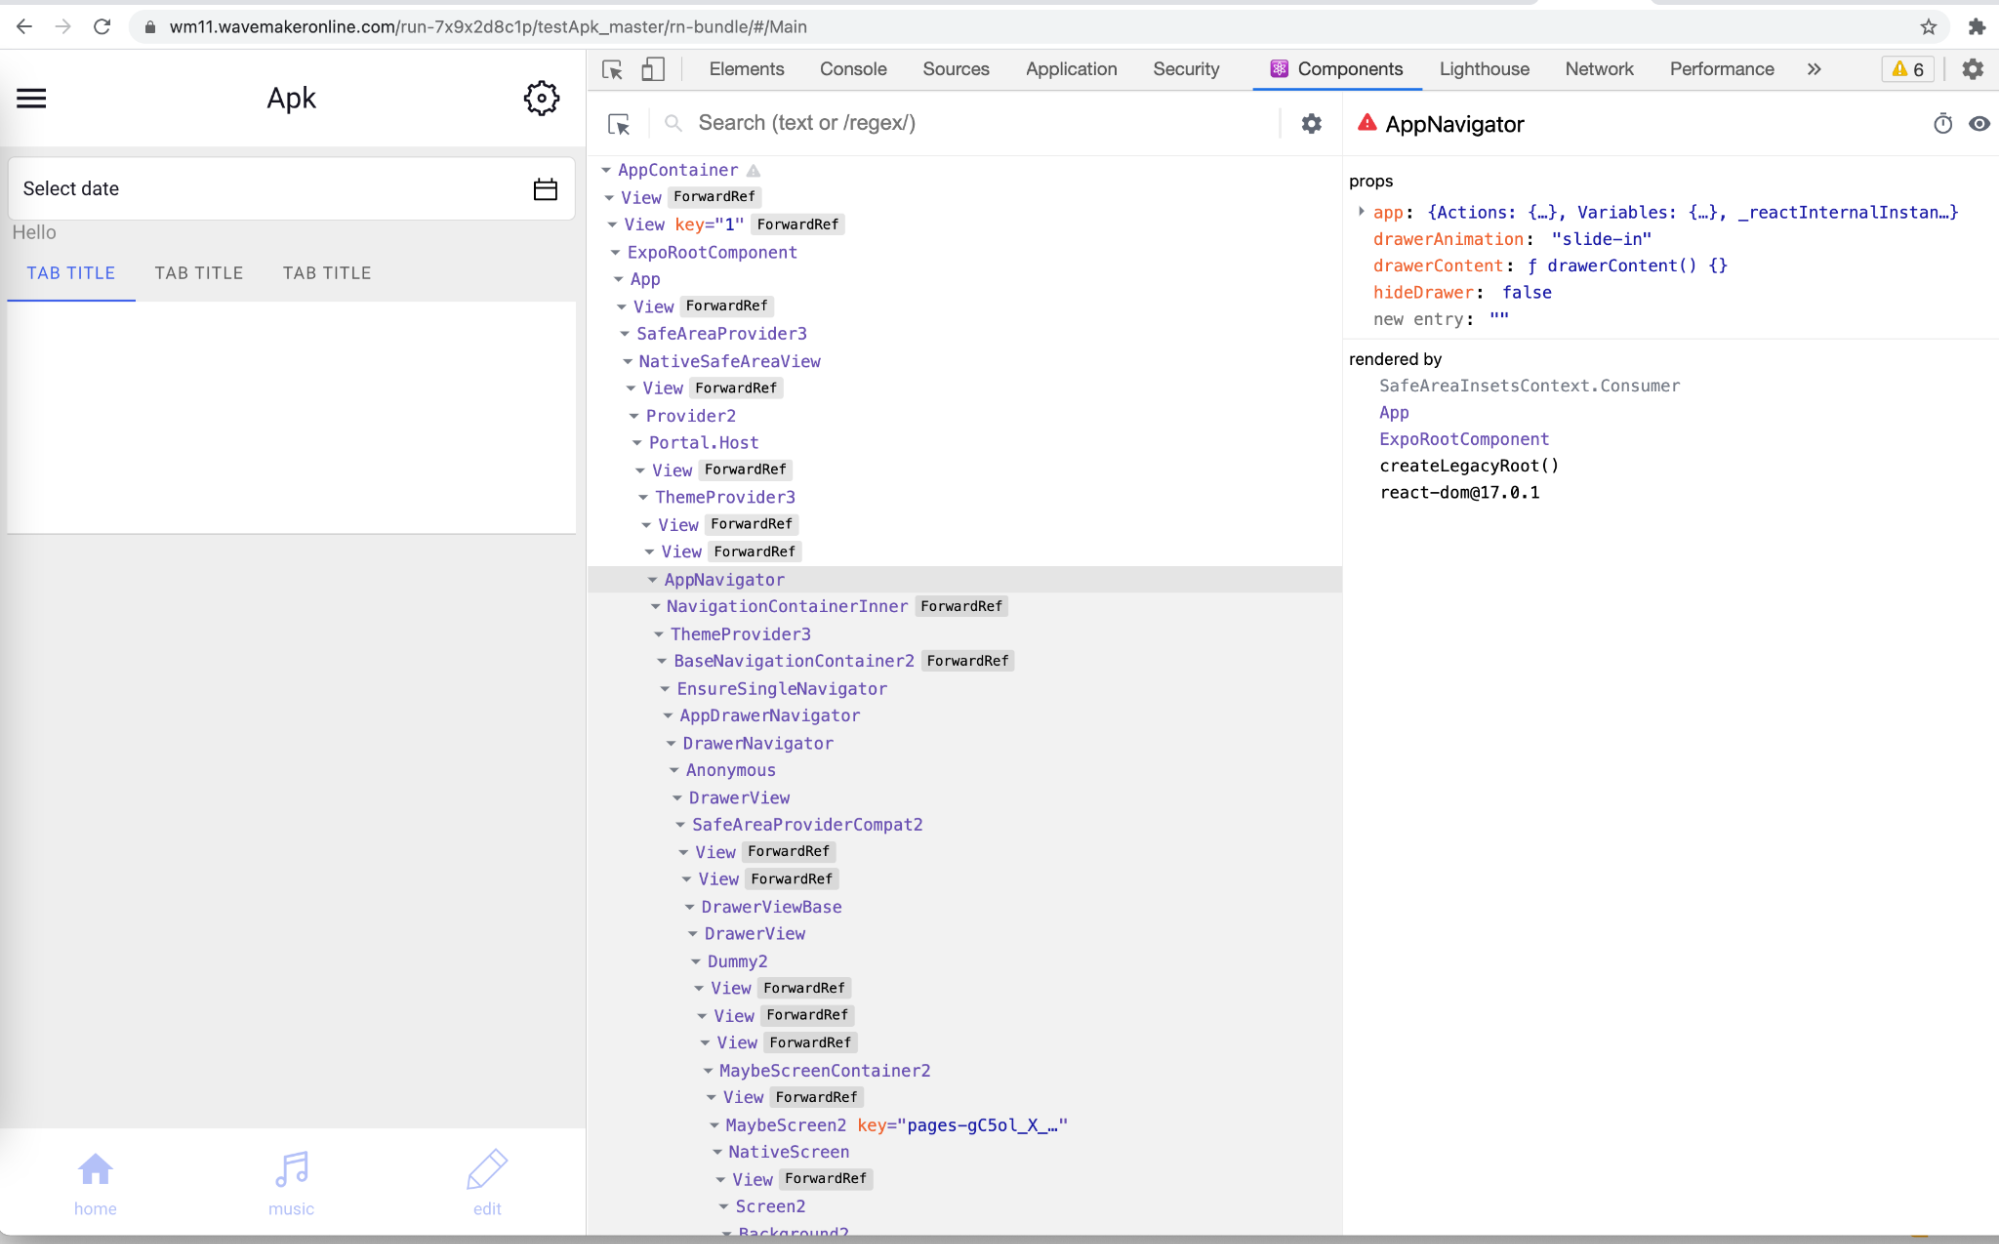 wm11.wavemakeronline.com/run-7x9x2d8c1p/testApk_master/rn-bundle/#/Main
Apk
Select date
Hello
TAB TITLE TAB TITLE TAB TITLE
home music edit
Elements Console Sources Application Security Components Lighthouse Network Performance » 6
Search (text or /regex/)
AppContainer
View ForwardRef
View key="1" ForwardRef
ExpoRootComponent
App
View ForwardRef
SafeAreaProvider3
NativeSafeAreaView
View ForwardRef
Provider2
Portal.Host
View ForwardRef
ThemeProvider3
View ForwardRef
View ForwardRef
AppNavigator
NavigationContainerInner ForwardRef
ThemeProvider3
BaseNavigationContainer2 ForwardRef
EnsureSingleNavigator
AppDrawerNavigator
DrawerNavigator
Anonymous
DrawerView
SafeAreaProviderCompat2
View ForwardRef
View ForwardRef
DrawerViewBase
DrawerView
Dummy2
View ForwardRef
View ForwardRef
View ForwardRef
MaybeScreenContainer2
View ForwardRef
MaybeScreen2 key="pages-gC5ol_X_…"
NativeScreen
View ForwardRef
Screen2
Background2
AppNavigator
props
app: {Actions: {…}, Variables: {…}, _reactInternalInstan…}
drawerAnimation: "slide-in"
drawerContent: ƒ drawerContent() {}
hideDrawer: false
new entry: ""
rendered by
SafeAreaInsetsContext.Consumer
App
ExpoRootComponent
createLegacyRoot()
react-dom@17.0.1